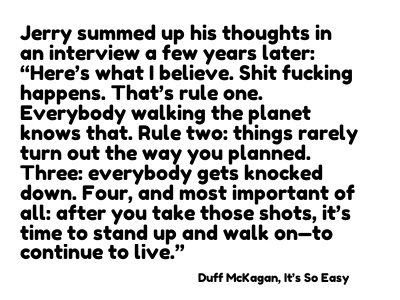 Jerry summed up his thoughts in
an interview a few years later:
“Here’s what I believe. Shit fucking
happens. That’s rule one.
Everybody walking the planet
knows that. Rule two: things rarely
turn out the way you planned.
Three: everybody gets knocked
down. Four, and most important of
all: after you take those shots, it’s
time to stand up and walk on—to
continue to live.”
Duff McKagan, It’s So Easy